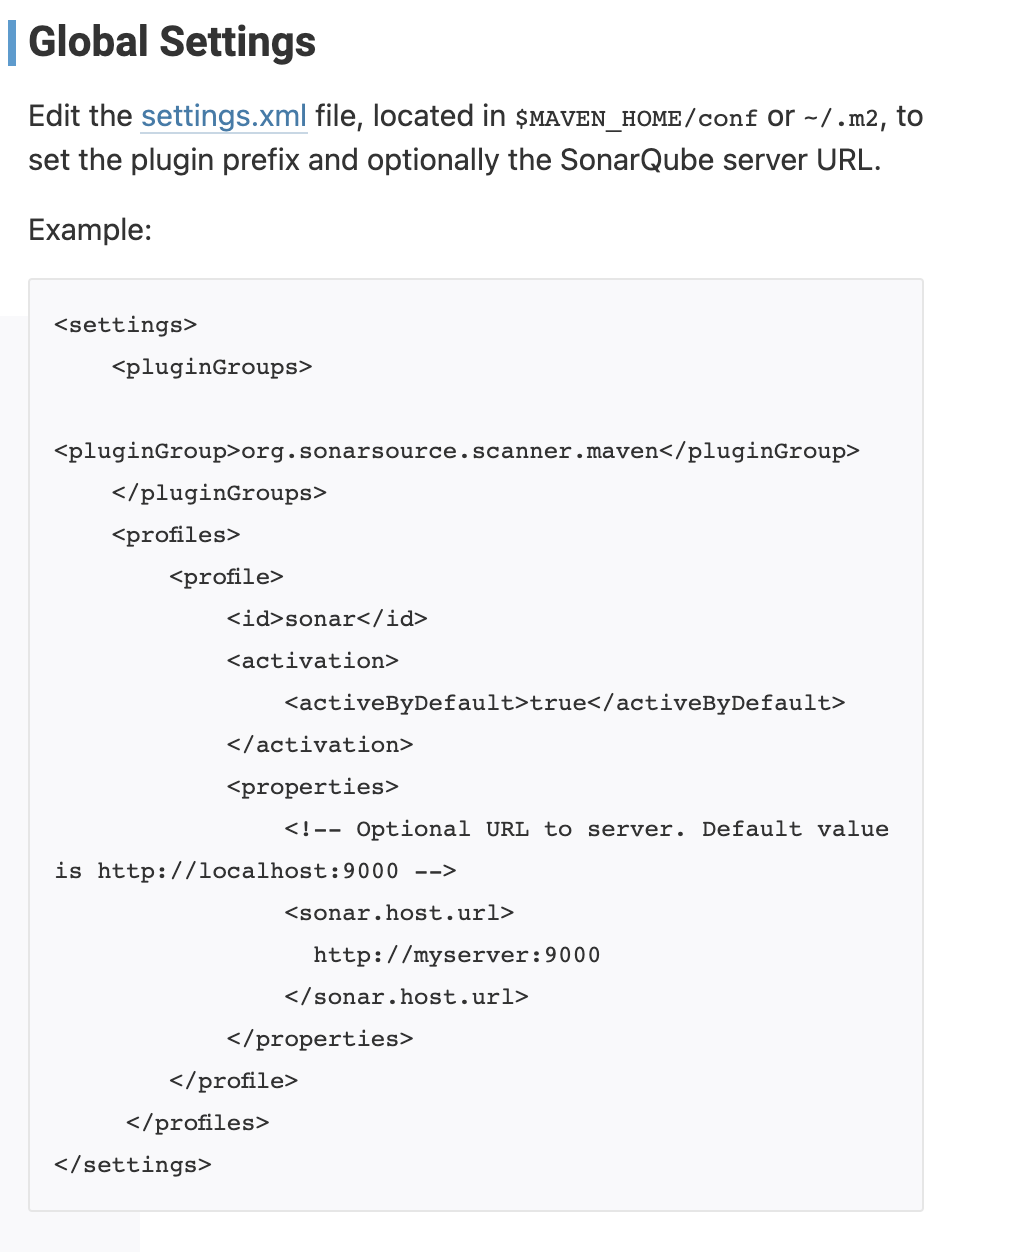 Global Settings
Edit the settings.xml file, located in $MAVEN_HOME/conf or ~/.m2, to
set the plugin prefix and optionally the SonarQube server URL.
Example:
<settings>
    <pluginGroups>
<pluginGroup>org.sonarsource.scanner.maven</pluginGroup>
    </pluginGroups>
    <profiles>
        <profile>
            <id>sonar</id>
            <activation>
                <activeByDefault>true</activeByDefault>
            </activation>
            <properties>
                <!-- Optional URL to server. Default value
is http://localhost:9000 -->
                <sonar.host.url>
                  http://myserver:9000
                </sonar.host.url>
            </properties>
        </profile>
     </profiles>
</settings>